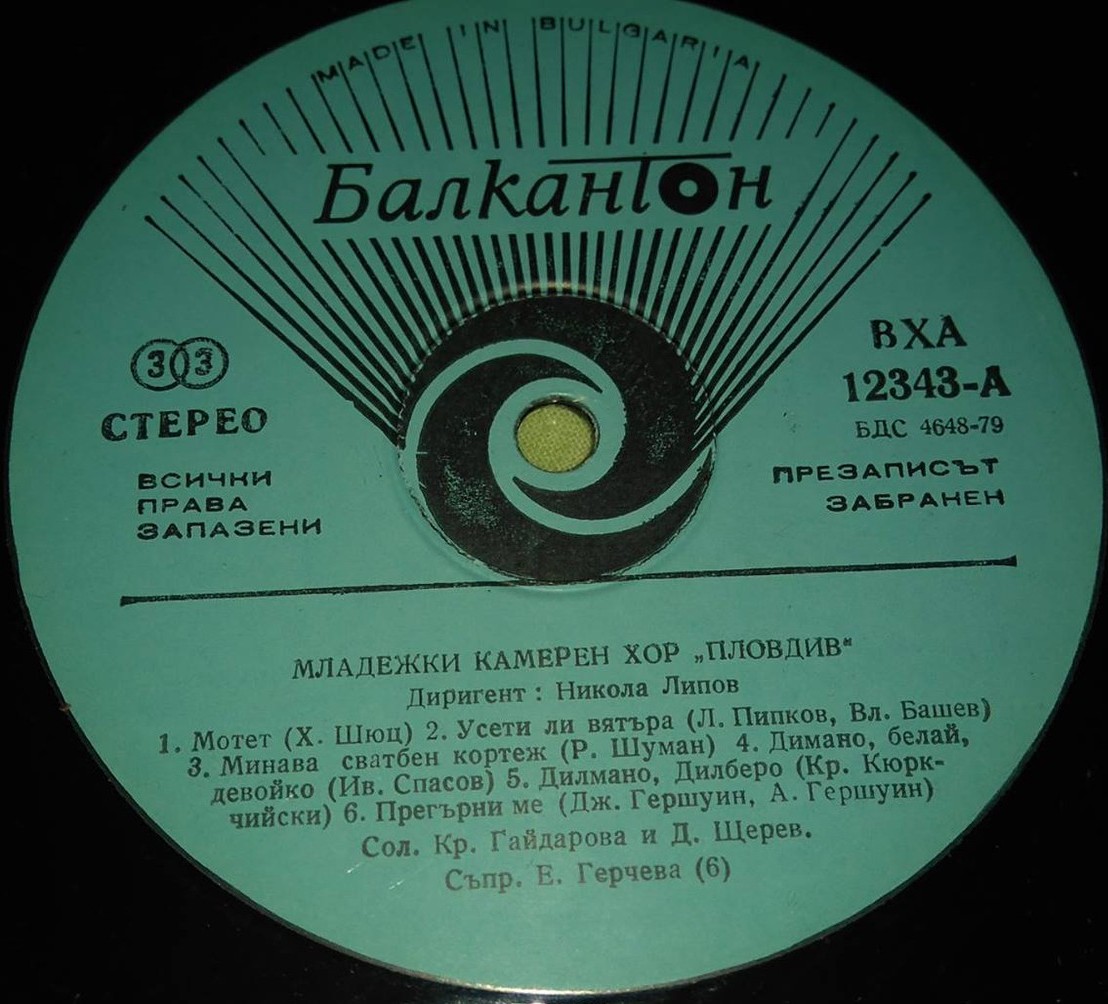 MADE IN BULGARIA
Балкантон
33
СТЕРЕО
ВСИЧКИ
ПРАВА
ЗАПАЗЕНИ
ВХА
12343-А
БДС 4648-79
ПРЕЗАПИСЪТ
ЗАБРАНЕН
МЛАДЕЖКИ КАМЕРЕН ХОР „ПЛОВДИВ“
Диригент : Никола Липов
1. Мотет (Х. Шюц) 2. Усети ли вятъра (Л. Пипков, Вл. Башев)
3. Минава сватбен кортеж (Р. Шуман) 4. Димано, белай,
девойко (Ив. Спасов) 5. Дилмано, Дилберо (Кр. Кюрк-
чийски) 6. Прегърни ме (Дж. Гершуин, А. Гершуин)
Сол. Кр. Гайдарова и Д. Щерев.
Съпр. Е. Герчева (6)